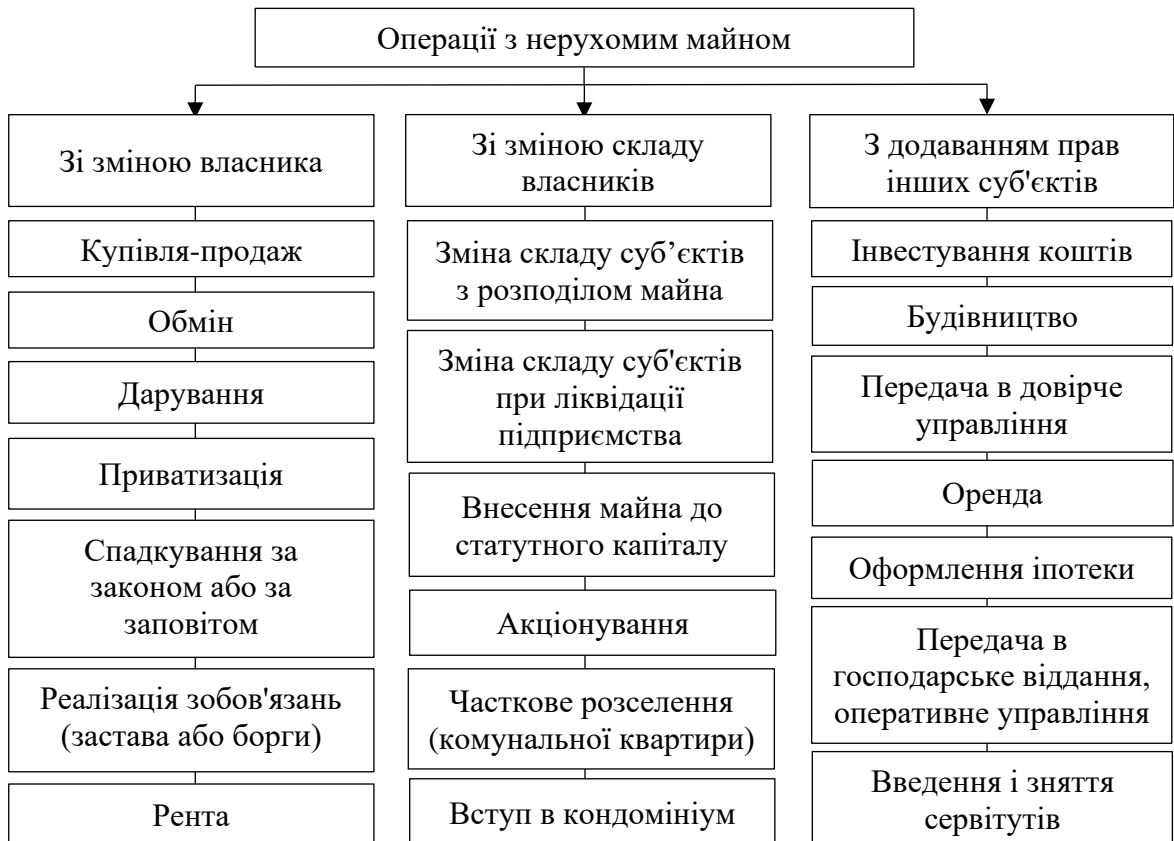 Операції з нерухомим майном
Зі зміною власника
Купівля-продаж
Обмін
Дарування
Приватизація
Спадкування за
законом або за
заповітом
Реалізація зобов'язань
(застава або борги)
Рента
Зі зміною складу
власників
Зміна складу суб’єктів
з розподілом майна
Зміна складу суб'єктів
при ліквідації
підприємства
Внесення майна до
статутного капіталу
Акціонування
Часткове розселення
(комунальної квартири)
Вступ в кондомініум
З додаванням прав
інших суб'єктів
Інвестування коштів
Будівництво
Передача в довірче
управління
Оренда
Оформлення іпотеки
Передача в
господарське віддання,
оперативне управління
Введення і зняття
сервітутів